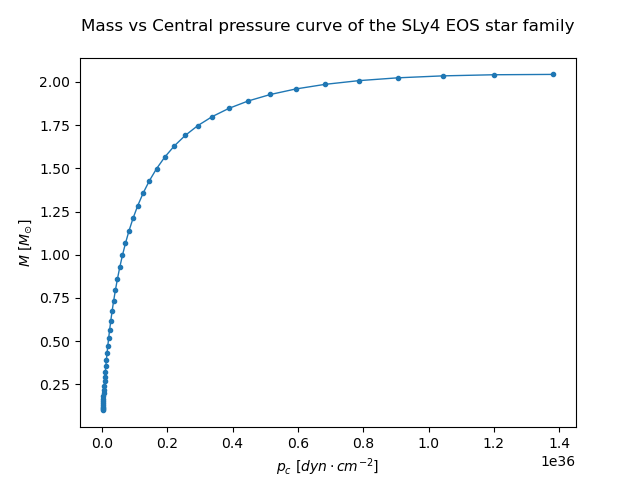 Mass vs Central pressure curve of the SLy4 EOS star family
2.00
1.75
1.50
1.25
1.00
0.75
0.50
0.25
M [M☉]
0.0 0.2 0.4 0.6 0.8 1.0 1.2 1.4
1e36
p_c [dyn · cm⁻²]